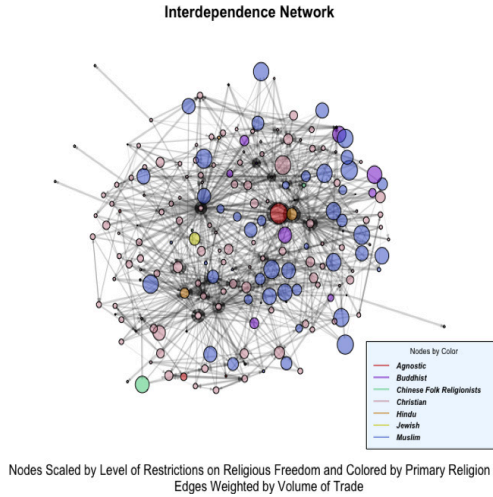 Interdependence Network
Nodes by Color
Agnostic
Buddhist
Chinese Folk Religionists
Christian
Hindu
Jewish
Muslim
Nodes Scaled by Level of Restrictions on Religious Freedom and Colored by Primary Religion
Edges Weighted by Volume of Trade